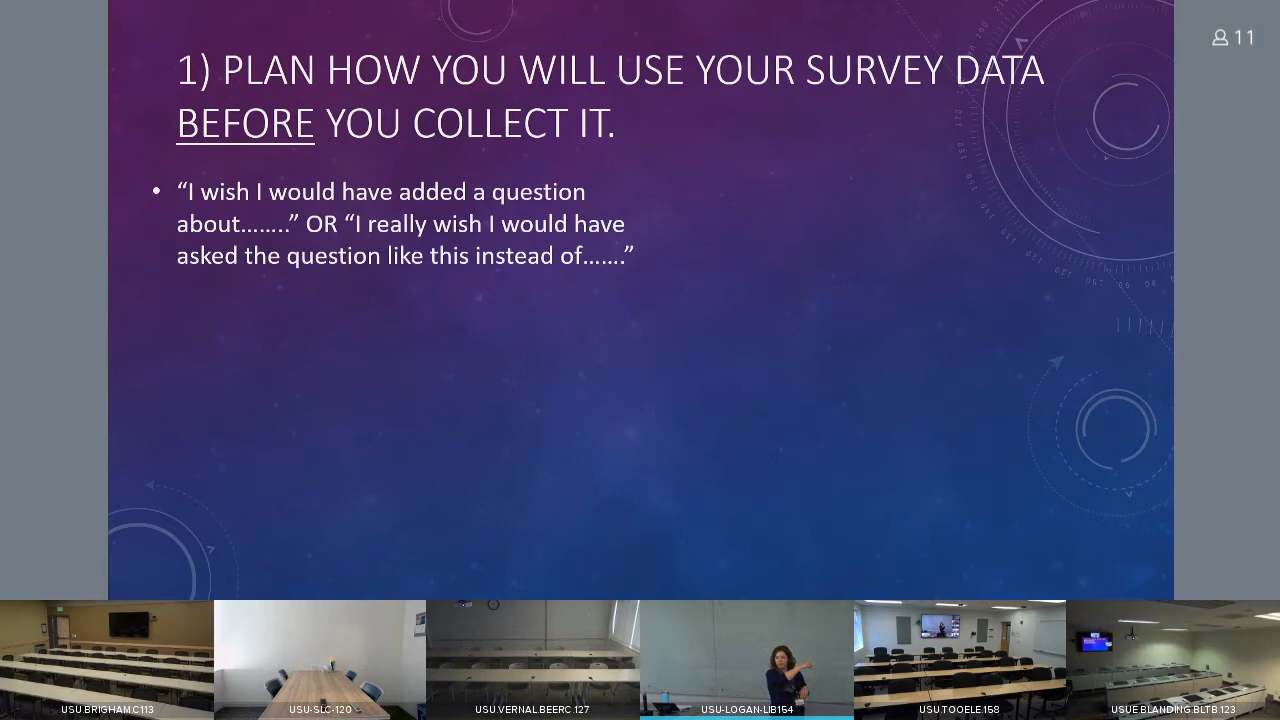 11
1) PLAN HOW YOU WILL USE YOUR SURVEY DATA
BEFORE YOU COLLECT IT.
• “I wish I would have added a question
about……..” OR “I really wish I would have
asked the question like this instead of…….”
USU BRIGHAM C113
USU-SLC-120
USU.VERNAL.BEERC 127
USU-LOGAN-LIB154
USU.TOOELE.158
USUE BLANDING BLTB.123